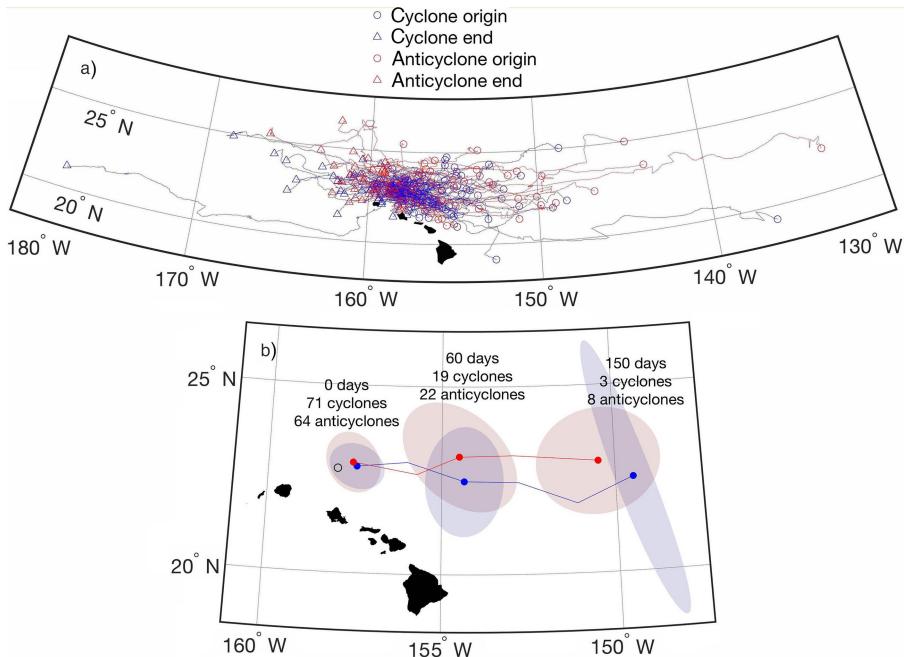 Cyclone origin
Cyclone end
Anticyclone origin
Anticyclone end
a)
25° N
20° N
180° W
170° W
160° W
150° W
140° W
130° W
b)
0 days
71 cyclones
64 anticyclones
60 days
19 cyclones
22 anticyclones
150 days
3 cyclones
8 anticyclones
25° N
20° N
160° W
155° W
150° W